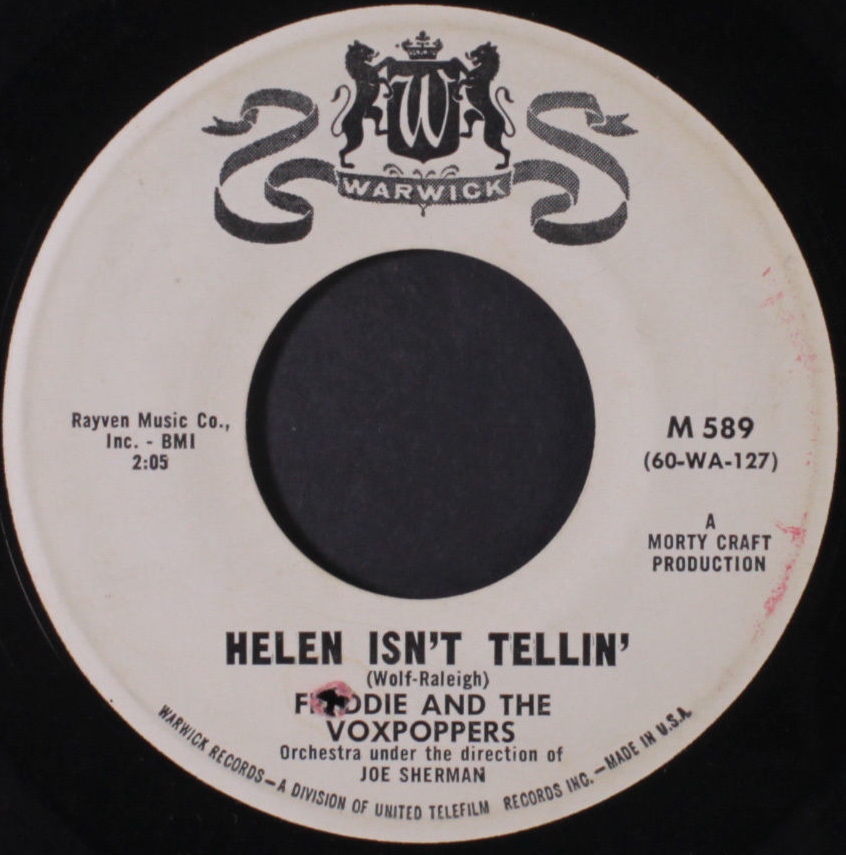 W
WARWICK
Rayven Music Co.,
Inc. - BMI
2:05
M 589
(60-WA-127)
A
MORTY CRAFT
PRODUCTION
HELEN ISN'T TELLIN'
(Wolf-Raleigh)
AND THE
VOXPOPPERS
Orchestra under the direction of
JOE SHERMAN
WARWICK RECORDS—A DIVISION OF UNITED TELEFILM RECORDS INC.—MADE IN U.S.A.